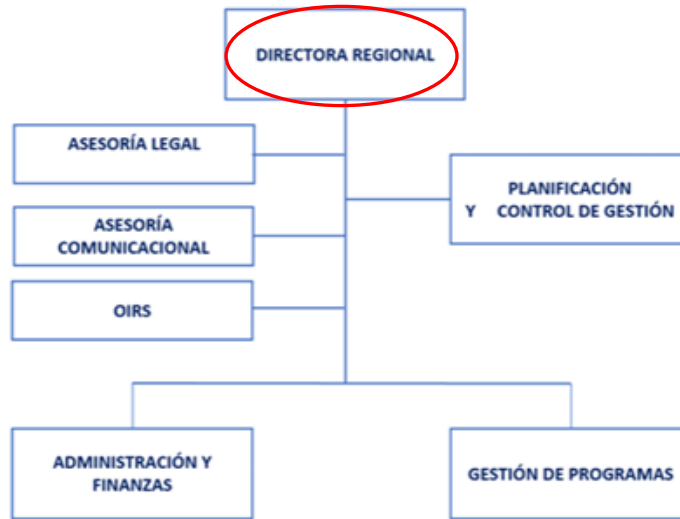 DIRECTORA REGIONAL
ASESORÍA LEGAL
PLANIFICACIÓN
Y CONTROL DE GESTIÓN
ASESORÍA
COMUNICACIONAL
OIRS
ADMINISTRACIÓN Y
FINANZAS
GESTIÓN DE PROGRAMAS